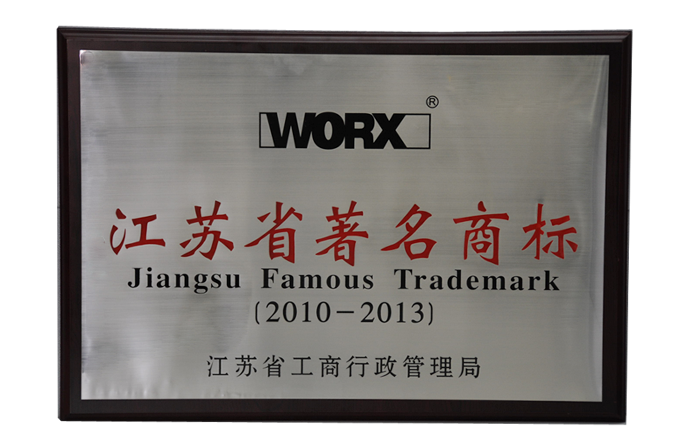 WORX®
江苏省著名商标
Jiangsu Famous Trademark
(2010-2013)
江苏省工商行政管理局